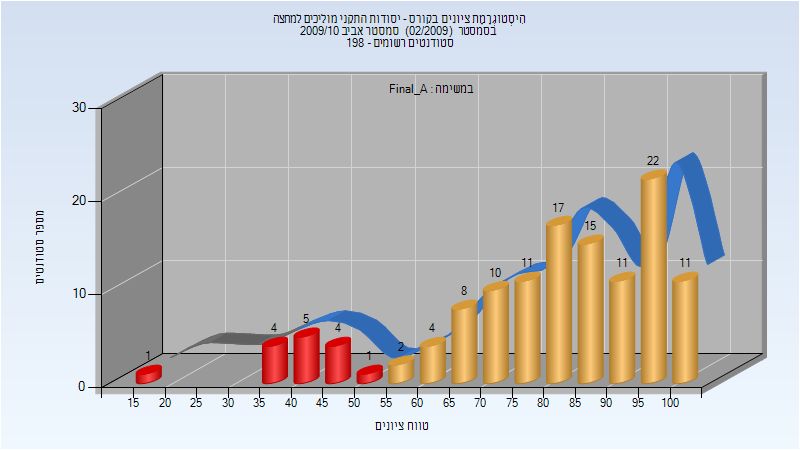 היסטוגרמת ציונים בקורס - יסודות התקני מוליכים למחצה
בסמסטר (02/2009) סמסטר אביב 2009/10
סטודנטים רשומים - 198
במשימה : Final_A
30
20
10
0
מספר סטודנטים
1
4
5
4
1
2
4
8
10
11
17
15
11
22
11
15 20 25 30 35 40 45 50 55 60 65 70 75 80 85 90 95 100
טווח ציונים